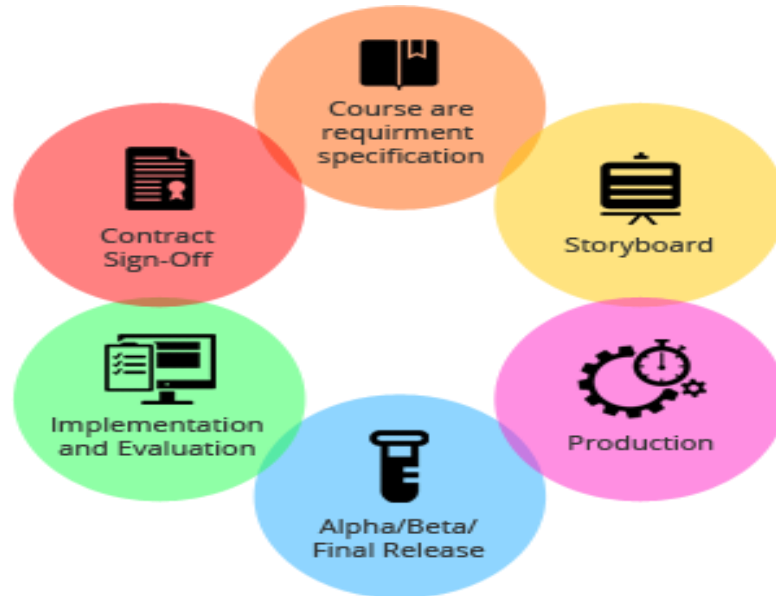 Course are
requirment
specification
Contract
Sign-Off
Storyboard
Implementation
and Evaluation
Production
Alpha/Beta/
Final Release